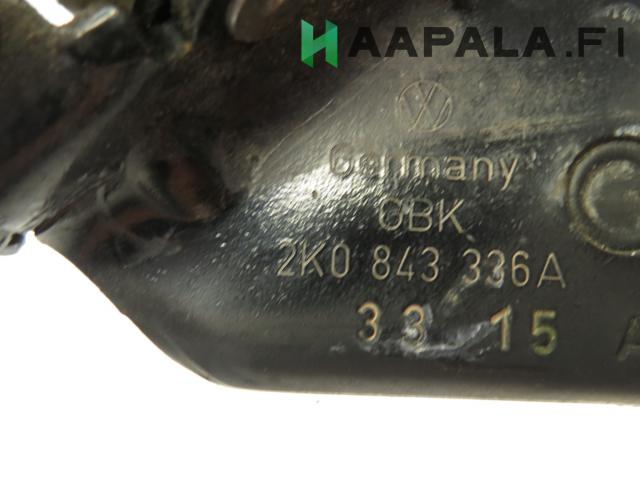 HAAPALA.FI
Germany
GBK
2K0 843 336A
33 15